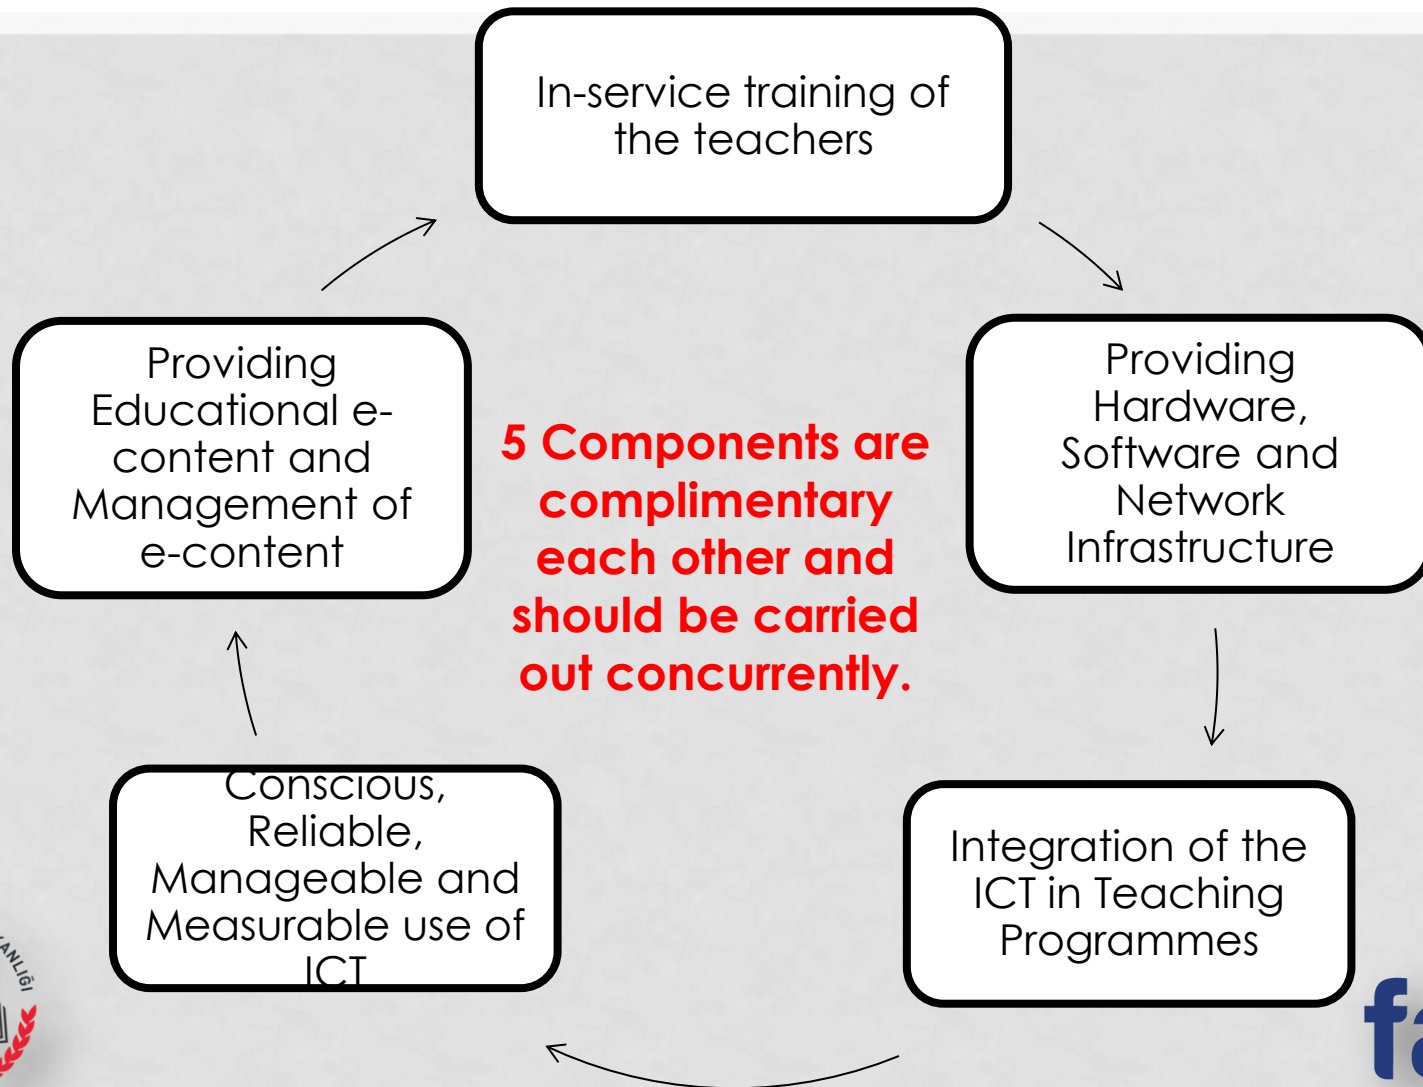 In-service training of
the teachers
Providing
Hardware,
Software and
Network
Infrastructure
Integration of the
ICT in Teaching
Programmes
Conscious,
Reliable,
Manageable and
Measurable use of
ICT
Providing
Educational e-
content and
Management of
e-content
5 Components are
complimentary
each other and
should be carried
out concurrently.
fa